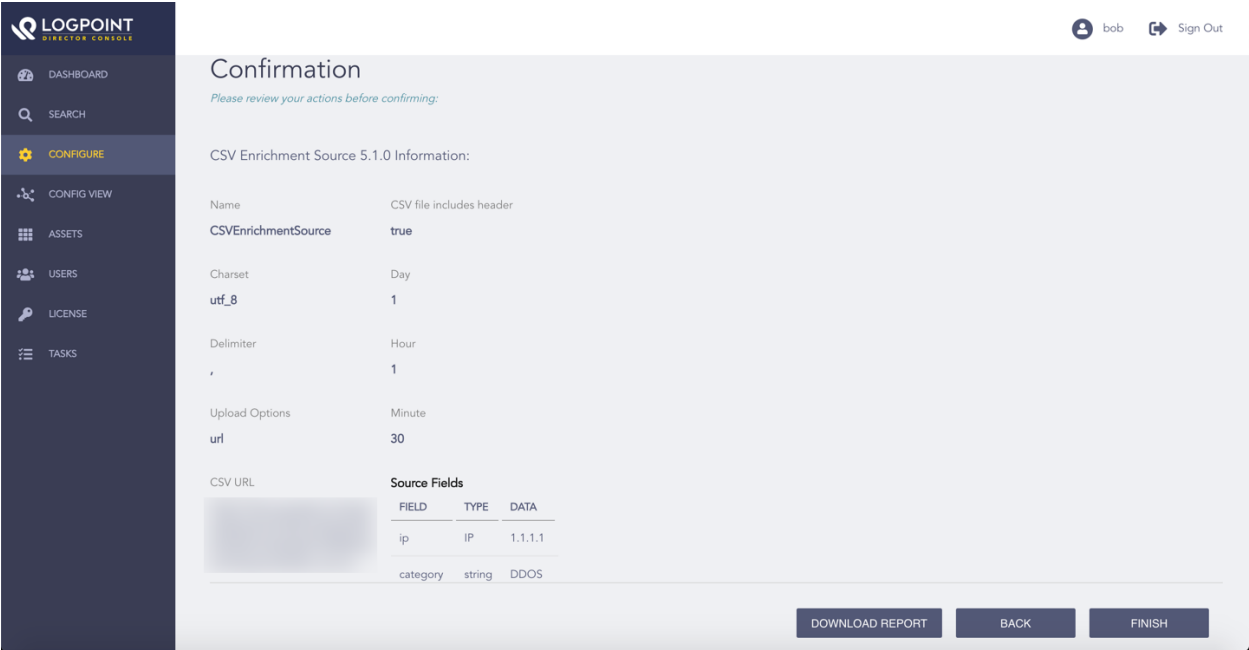 LOGPOINT
DIRECTOR CONSOLE
bob
Sign Out
DASHBOARD
SEARCH
CONFIGURE
CONFIG VIEW
ASSETS
USERS
LICENSE
TASKS
Confirmation
Please review your actions before confirming:
CSV Enrichment Source 5.1.0 Information:
Name
CSV file includes header
CSVEnrichmentSource
true
Charset
Day
utf_8
1
Delimiter
Hour
,
1
Upload Options
Minute
url
30
CSV URL
Source Fields
FIELD TYPE DATA
ip IP 1.1.1.1
category string DDOS
DOWNLOAD REPORT
BACK
FINISH